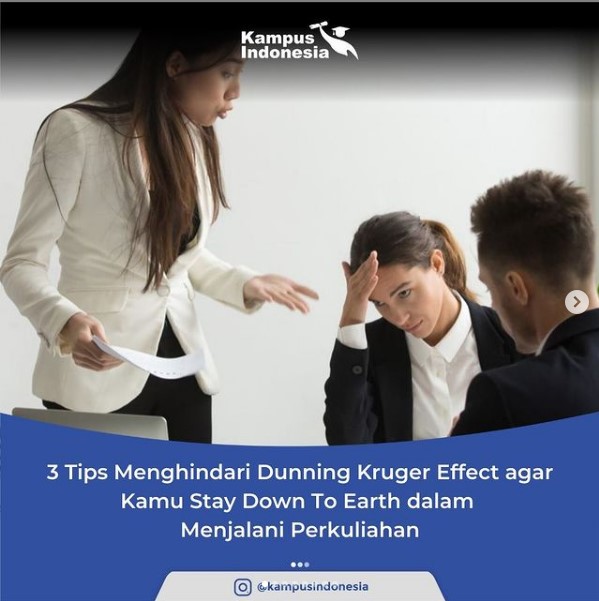 Kampus
Indonesia
3 Tips Menghindari Dunning Kruger Effect agar
Kamu Stay Down To Earth dalam
Menjalani Perkuliahan
@kampusindonesia